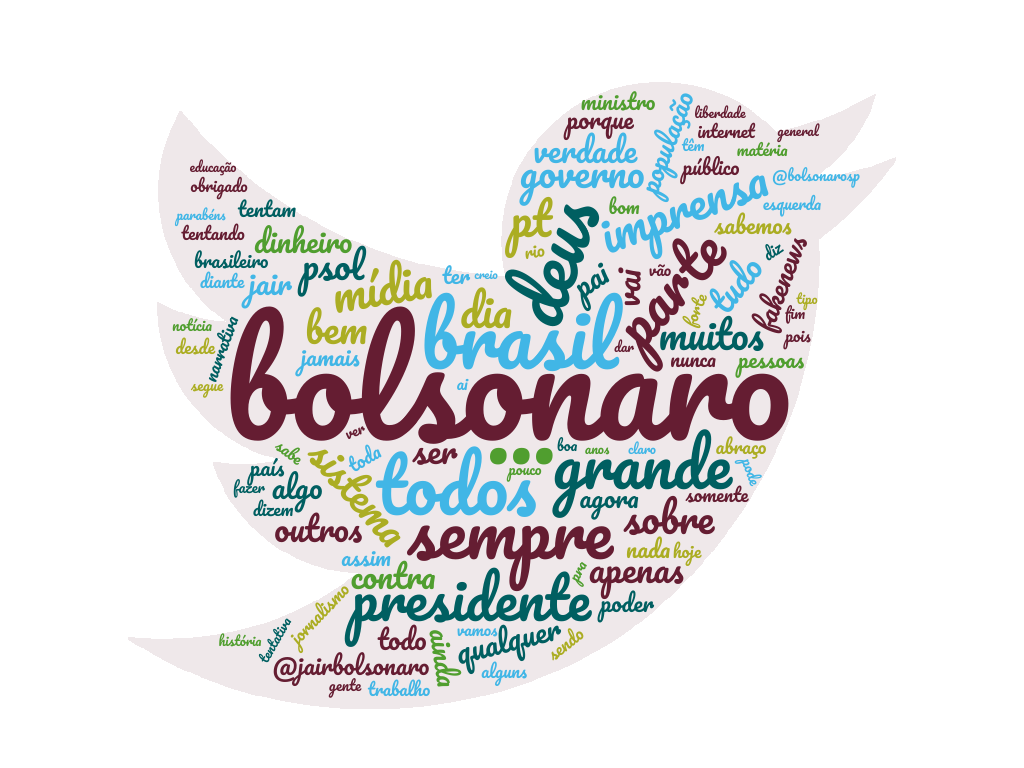 ministro
porque
população
liberdade
internet
general
têm
matéria
verdade
governo
público
@bolsonarosp
educação
obrigado
esquerda
imprensa
parabéns
tentam
pt
deus
bom
sabemos
tentando
dinheiro
rio
diz
brasileiro
psol
pai
vai
vão
parte
tudo
fakenews
diante
jair
mídia
ter
creio
forte
tipo
fim
notícia
narrativa
bem
dia
brasil
muitos
pois
desde
jamais
dar
nunca
pessoas
segue
ai
bolsonaro
ver
sabe
toda
ser
...
boa
anos
claro
abraço
país
sistema
pouco
grande
pode
fazer
algo
todos
agora
somente
dizem
outros
sempre
sobre
assim
nada
hoje
contra
pra
apenas
presidente
poder
jornalismo
história
tentativa
todo
ainda
vamos
qualquer
sendo
@jairbolsonaro
alguns
gente
trabalho